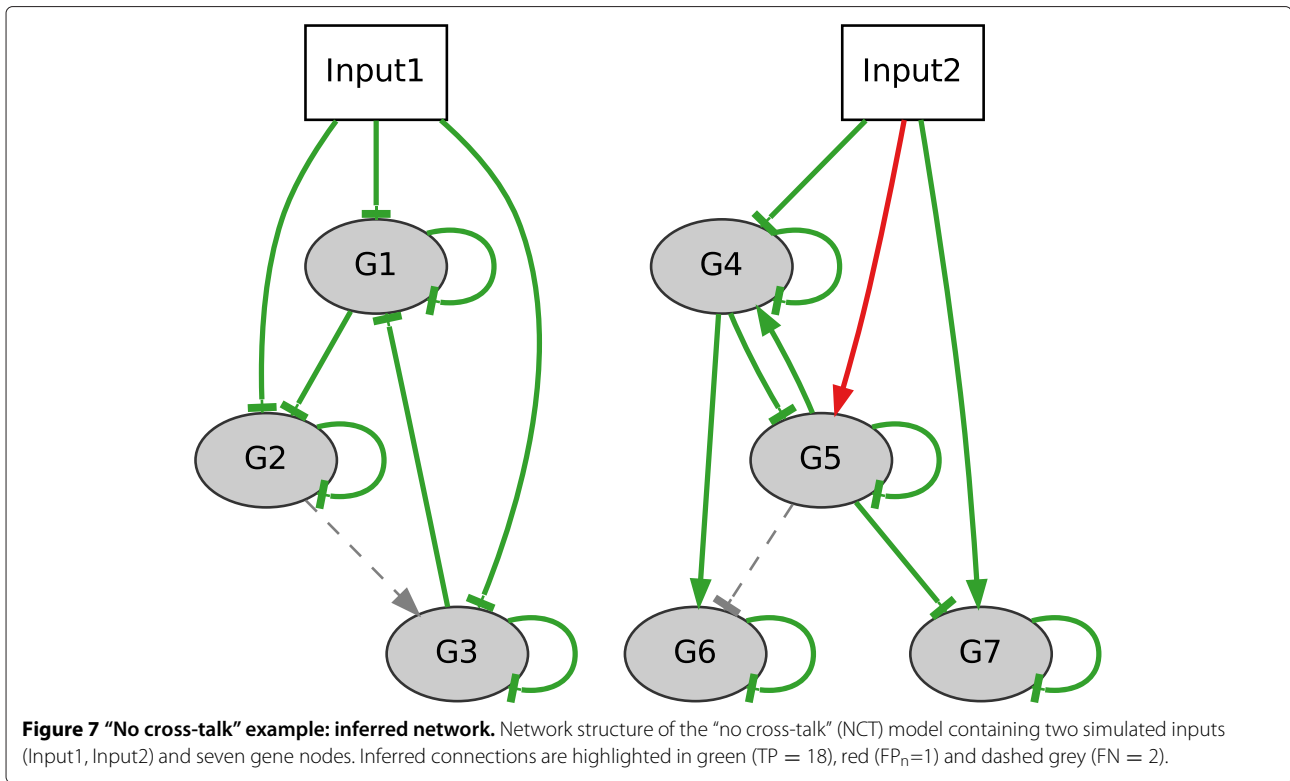 Input1
Input2
G1
G4
G2
G5
G3
G6
G7
Figure 7 “No cross-talk” example: inferred network. Network structure of the “no cross-talk” (NCT) model containing two simulated inputs
(Input1, Input2) and seven gene nodes. Inferred connections are highlighted in green (TP = 18), red (FPn=1) and dashed grey (FN = 2).